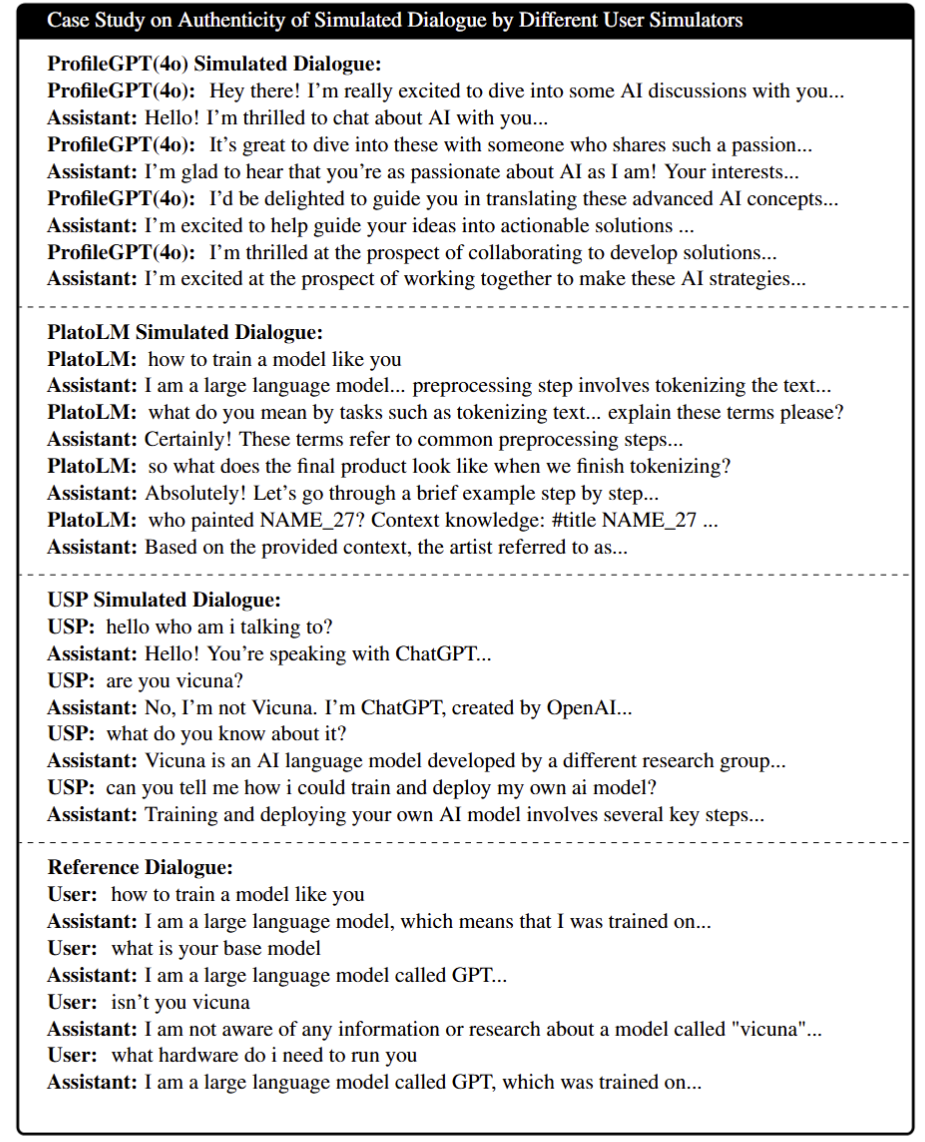 Case Study on Authenticity of Simulated Dialogue by Different User Simulators
ProfileGPT(4o) Simulated Dialogue:
ProfileGPT(4o): Hey there! I'm really excited to dive into some AI discussions with you...
Assistant: Hello! I'm thrilled to chat about AI with you...
ProfileGPT(4o): It's great to dive into these with someone who shares such a passion...
Assistant: I'm glad to hear that you're as passionate about AI as I am! Your interests...
ProfileGPT(4o): I'd be delighted to guide you in translating these advanced AI concepts...
Assistant: I'm excited to help guide your ideas into actionable solutions ...
ProfileGPT(4o): I'm thrilled at the prospect of collaborating to develop solutions...
Assistant: I'm excited at the prospect of working together to make these AI strategies...
PlatoLM Simulated Dialogue:
PlatoLM: how to train a model like you
Assistant: I am a large language model... preprocessing step involves tokenizing the text...
PlatoLM: what do you mean by tasks such as tokenizing text... explain these terms please?
Assistant: Certainly! These terms refer to common preprocessing steps...
PlatoLM: so what does the final product look like when we finish tokenizing?
Assistant: Absolutely! Let's go through a brief example step by step...
PlatoLM: who painted NAME_27? Context knowledge: #title NAME_27 ...
Assistant: Based on the provided context, the artist referred to as...
USP Simulated Dialogue:
USP: hello who am i talking to?
Assistant: Hello! You're speaking with ChatGPT...
USP: are you vicuna?
Assistant: No, I'm not Vicuna. I'm ChatGPT, created by OpenAI...
USP: what do you know about it?
Assistant: Vicuna is an AI language model developed by a different research group...
USP: can you tell me how i could train and deploy my own ai model?
Assistant: Training and deploying your own AI model involves several key steps...
Reference Dialogue:
User: how to train a model like you
Assistant: I am a large language model, which means that I was trained on...
User: what is your base model
Assistant: I am a large language model called GPT...
User: isn't you vicuna
Assistant: I am not aware of any information or research about a model called "vicuna"...
User: what hardware do i need to run you
Assistant: I am a large language model called GPT, which was trained on...